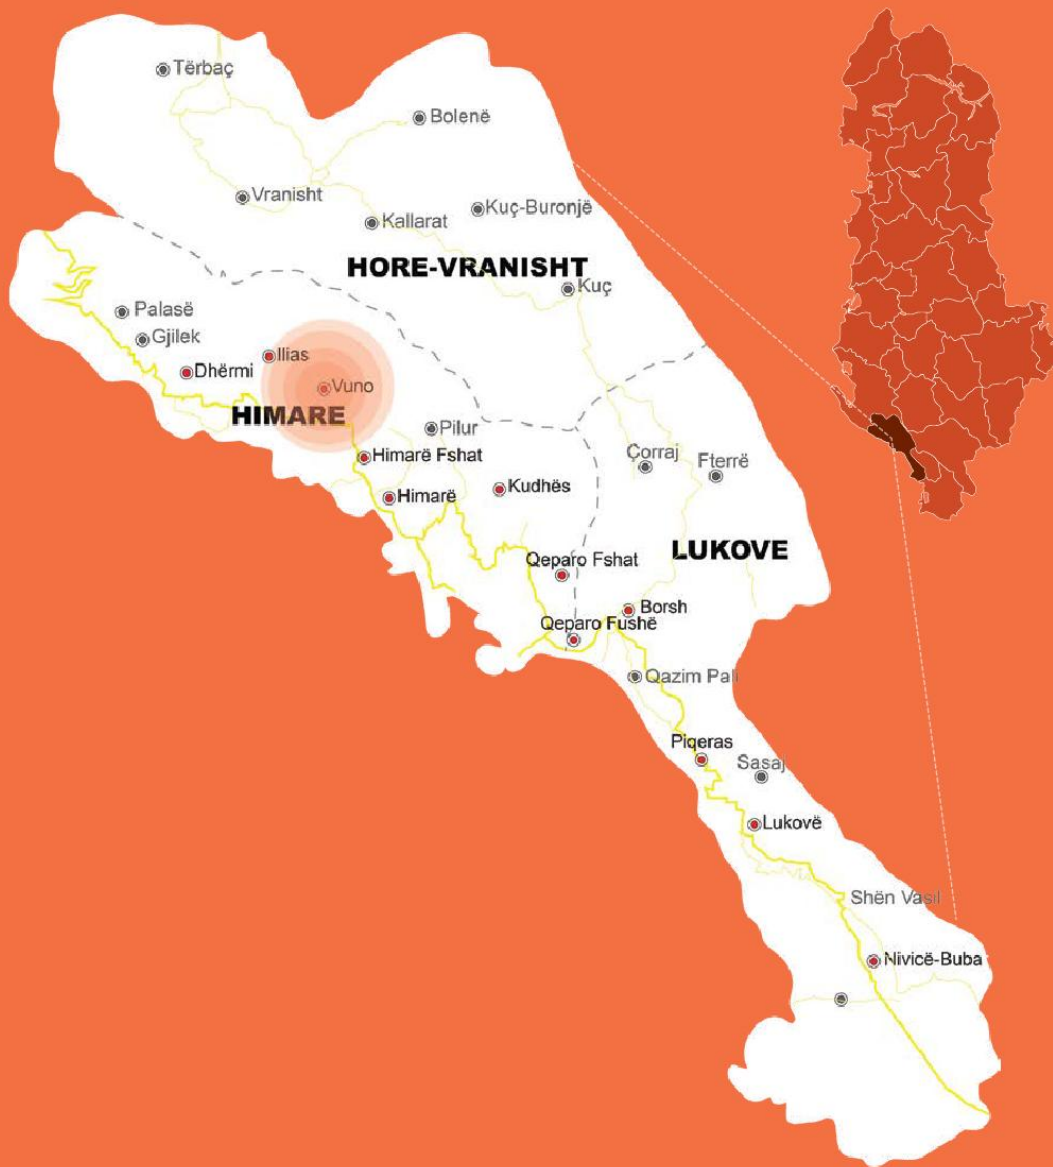 Tërbaç
Bolenë
Vranisht
Kuç-Buronjë
Kallarat
HORE-VRANISHT
Kuç
Palasë
Gjilek
Ilias
Dhërmi
Vuno
HIMARE
Pilur
Himarë Fshat
Çorraj
Fterrë
Himarë
Kudhës
LUKOVE
Qeparo Fshat
Borsh
Qeparo Fushë
Qazim Pali
Piqeras
Sasaj
Lukovë
Shën Vasil
Nivicë-Buba